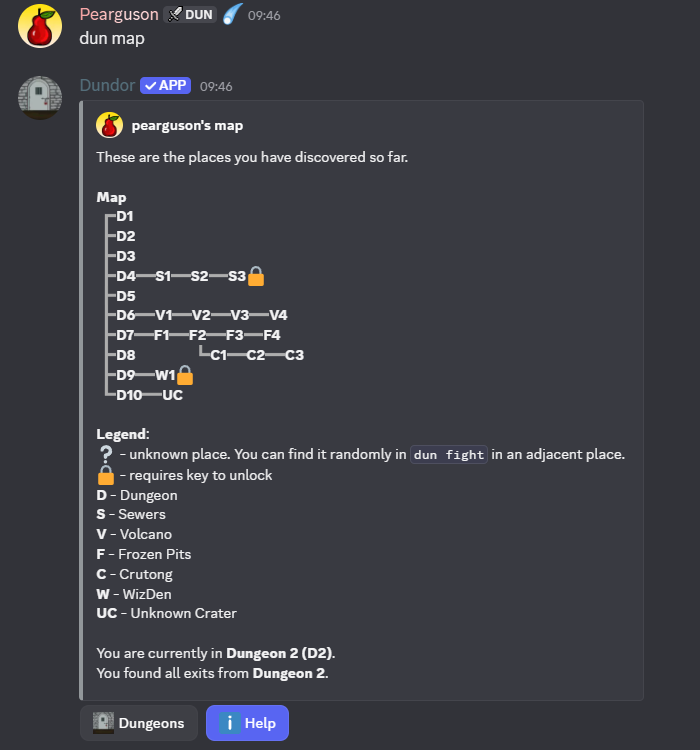 Pearguson DUN 09:46
dun map
Dundor APP 09:46
pearguson's map
These are the places you have discovered so far.
Map
D1
D2
D3
D4 S1 S2 S3
D5
D6 V1 V2 V3 V4
D7 F1 F2 F3 F4
D8 C1 C2 C3
D9 W1
D10 UC
Legend:
? - unknown place. You can find it randomly in dun fight in an adjacent place.
- requires key to unlock
D - Dungeon
S - Sewers
V - Volcano
F - Frozen Pits
C - Crutong
W - WizDen
UC - Unknown Crater
You are currently in Dungeon 2 (D2).
You found all exits from Dungeon 2.
Dungeons i Help